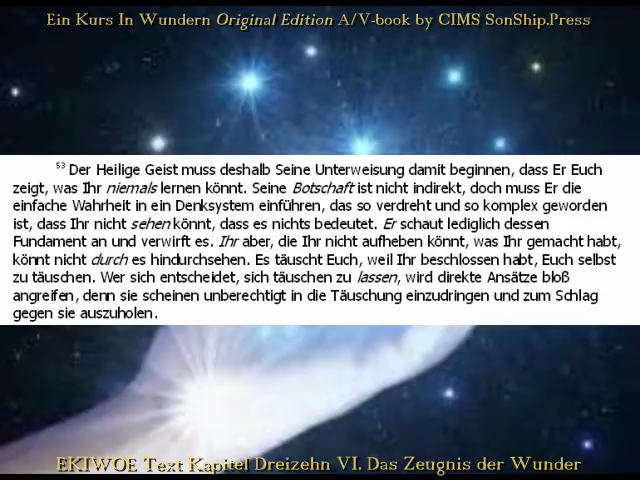 Ein Kurs In Wundern Original Edition A/V-book by CIMS SonShip.Press
53 Der Heilige Geist muss deshalb Seine Unterweisung damit beginnen, dass Er Euch
zeigt, was Ihr niemals lernen könnt. Seine Botschaft ist nicht indirekt, doch muss Er die
einfache Wahrheit in ein Denksystem einführen, das so verdreht und so komplex geworden
ist, dass Ihr nicht sehen könnt, dass es nichts bedeutet. Er schaut lediglich dessen
Fundament an und verwirft es. Ihr aber, die Ihr nicht aufheben könnt, was Ihr gemacht habt,
könnt nicht durch es hindurchsehen. Es täuscht Euch, weil Ihr beschlossen habt, Euch selbst
zu täuschen. Wer sich entscheidet, sich täuschen zu lassen, wird direkte Ansätze bloß
angreifen, denn sie scheinen unberechtigt in die Täuschung einzudringen und zum Schlag
gegen sie auszuholen.
EKIWOE Text Kapitel Dreizehn VI. Das Zeugnis der Wunder